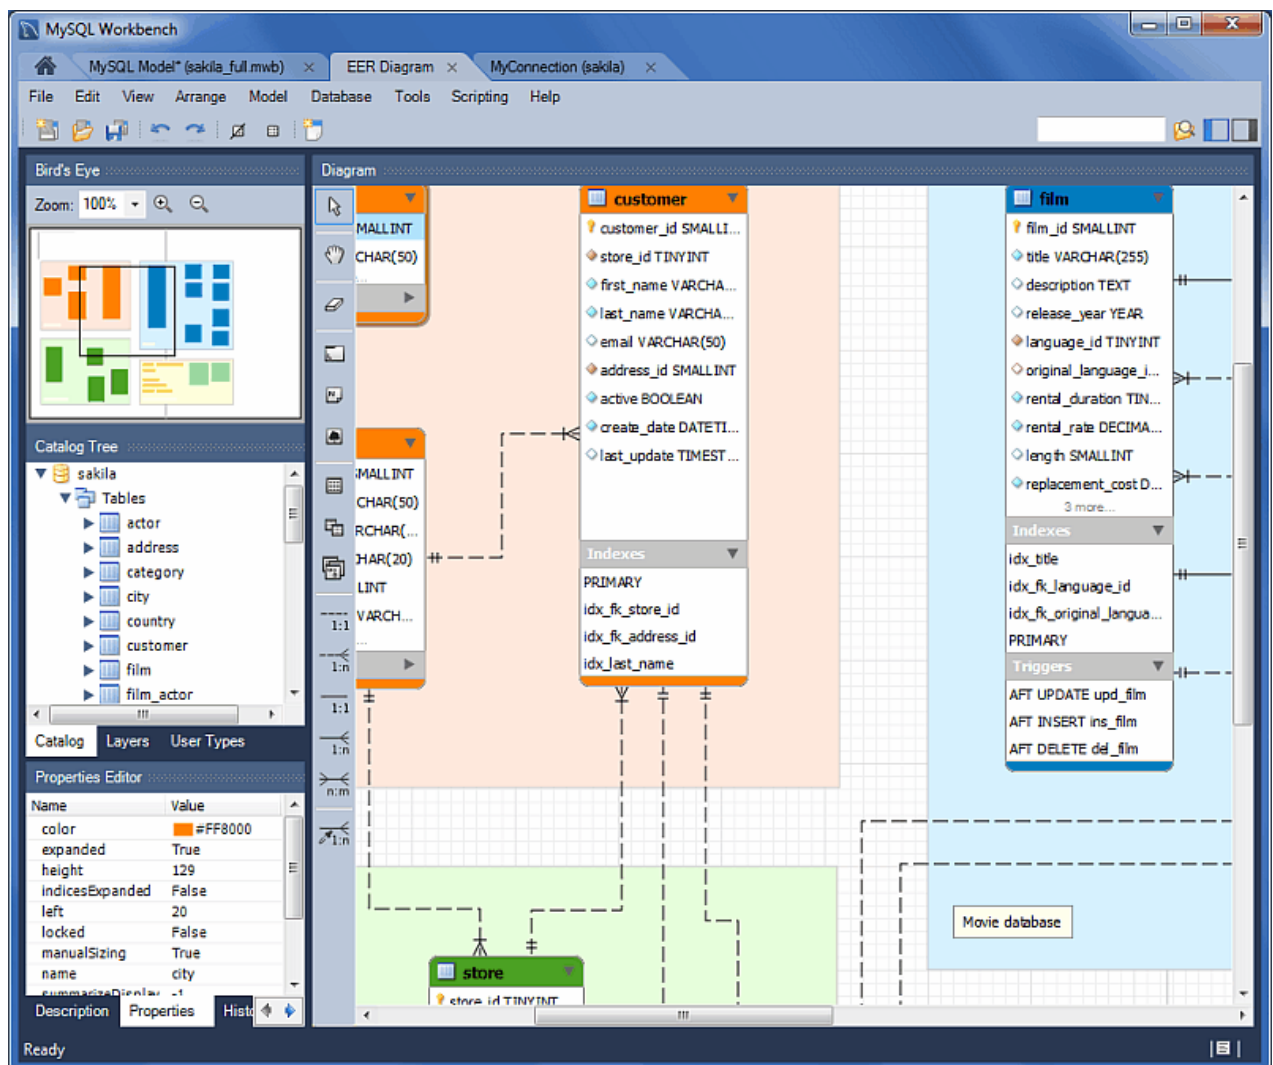 MySQL Workbench
MySQL Model* (sakila_full.mwb) ×
EER Diagram ×
MyConnection (sakila) ×
File Edit View Arrange Model Database Tools Scripting Help
Bird's Eye
Zoom: 100%
Catalog Tree
sakila
Tables
actor
address
category
city
country
customer
film
film_actor
Catalog Layers User Types
Properties Editor
Name Value
color #FF8000
expanded True
height 129
indicesExpanded False
left 20
locked False
manualSizing True
name city
summarizeDisplay -1
Description Properties Histo
Ready
Diagram
1:1
1:n
1:1
1:n
n:m
1:n
MALLINT
CHAR(50)
...
MALLINT
CHAR(50)
RCHAR(...
HAR(20)
LINT
VARCH...
...
customer
customer_id SMALLI...
store_id TINYINT
first_name VARCHA...
last_name VARCHA...
email VARCHAR(50)
address_id SMALLINT
active BOOLEAN
create_date DATETI...
last_update TIMEST...
Indexes
PRIMARY
idx_fk_store_id
idx_fk_address_id
idx_last_name
store
store_id TINYINT
film
film_id SMALLINT
title VARCHAR(255)
description TEXT
release_year YEAR
language_id TINYINT
original_language_i...
rental_duration TIN...
rental_rate DECIMA...
length SMALLINT
replacement_cost D...
3 more...
Indexes
idx_title
idx_fk_language_id
idx_fk_original_langua...
PRIMARY
Triggers
AFT UPDATE upd_film
AFT INSERT ins_film
AFT DELETE del_film
Movie database